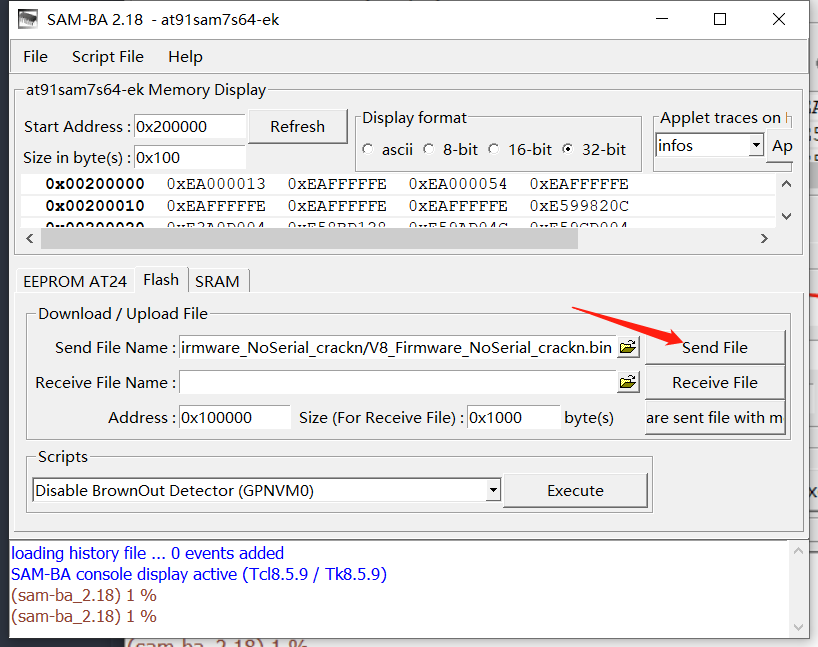 SAM-BA 2.18 - at91sam7s64-ek
File Script File Help
at91sam7s64-ek Memory Display
Start Address : 0x200000 Refresh
Size in byte(s) : 0x100
Display format
ascii 8-bit 16-bit 32-bit
Applet traces on
infos Ap
0x00200000 0xEA000013 0xEAFFFFFE 0xEA000054 0xEAFFFFFE
0x00200010 0xEAFFFFFE 0xEAFFFFFE 0xEAFFFFFE 0xE599820C
EEPROM AT24 Flash SRAM
Download / Upload File
Send File Name : irmware_NoSerial_crackn/V8_Firmware_NoSerial_crackn.bin Send File
Receive File Name : Receive File
Address : 0x100000 Size (For Receive File) : 0x1000 byte(s) are sent file with m
Scripts
Disable BrownOut Detector (GPNVM0) Execute
loading history file ... 0 events added
SAM-BA console display active (Tcl8.5.9 / Tk8.5.9)
(sam-ba_2.18) 1 %
(sam-ba_2.18) 1 %
(sam-ba_2.18) 1 %